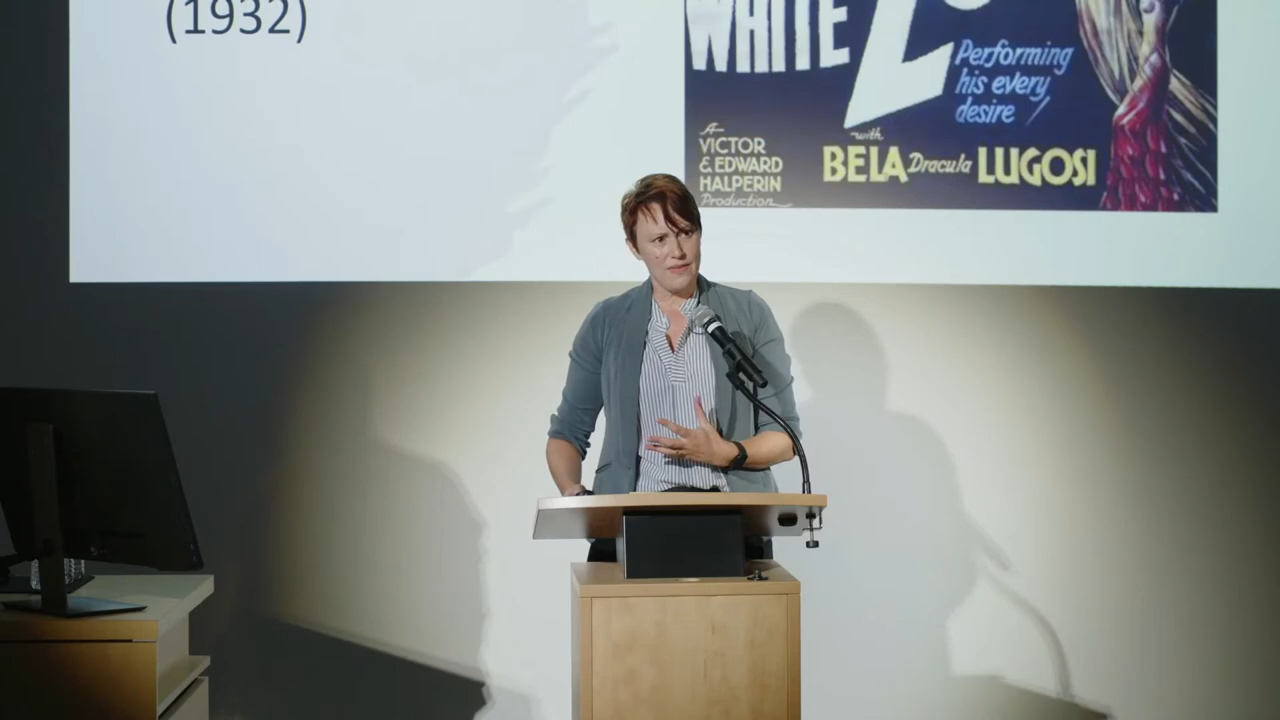 (1932)
WHITE
Performing
his every
desire
A
VICTOR
& EDWARD
HALPERIN
Production
with
BELA Dracula LUGOSI